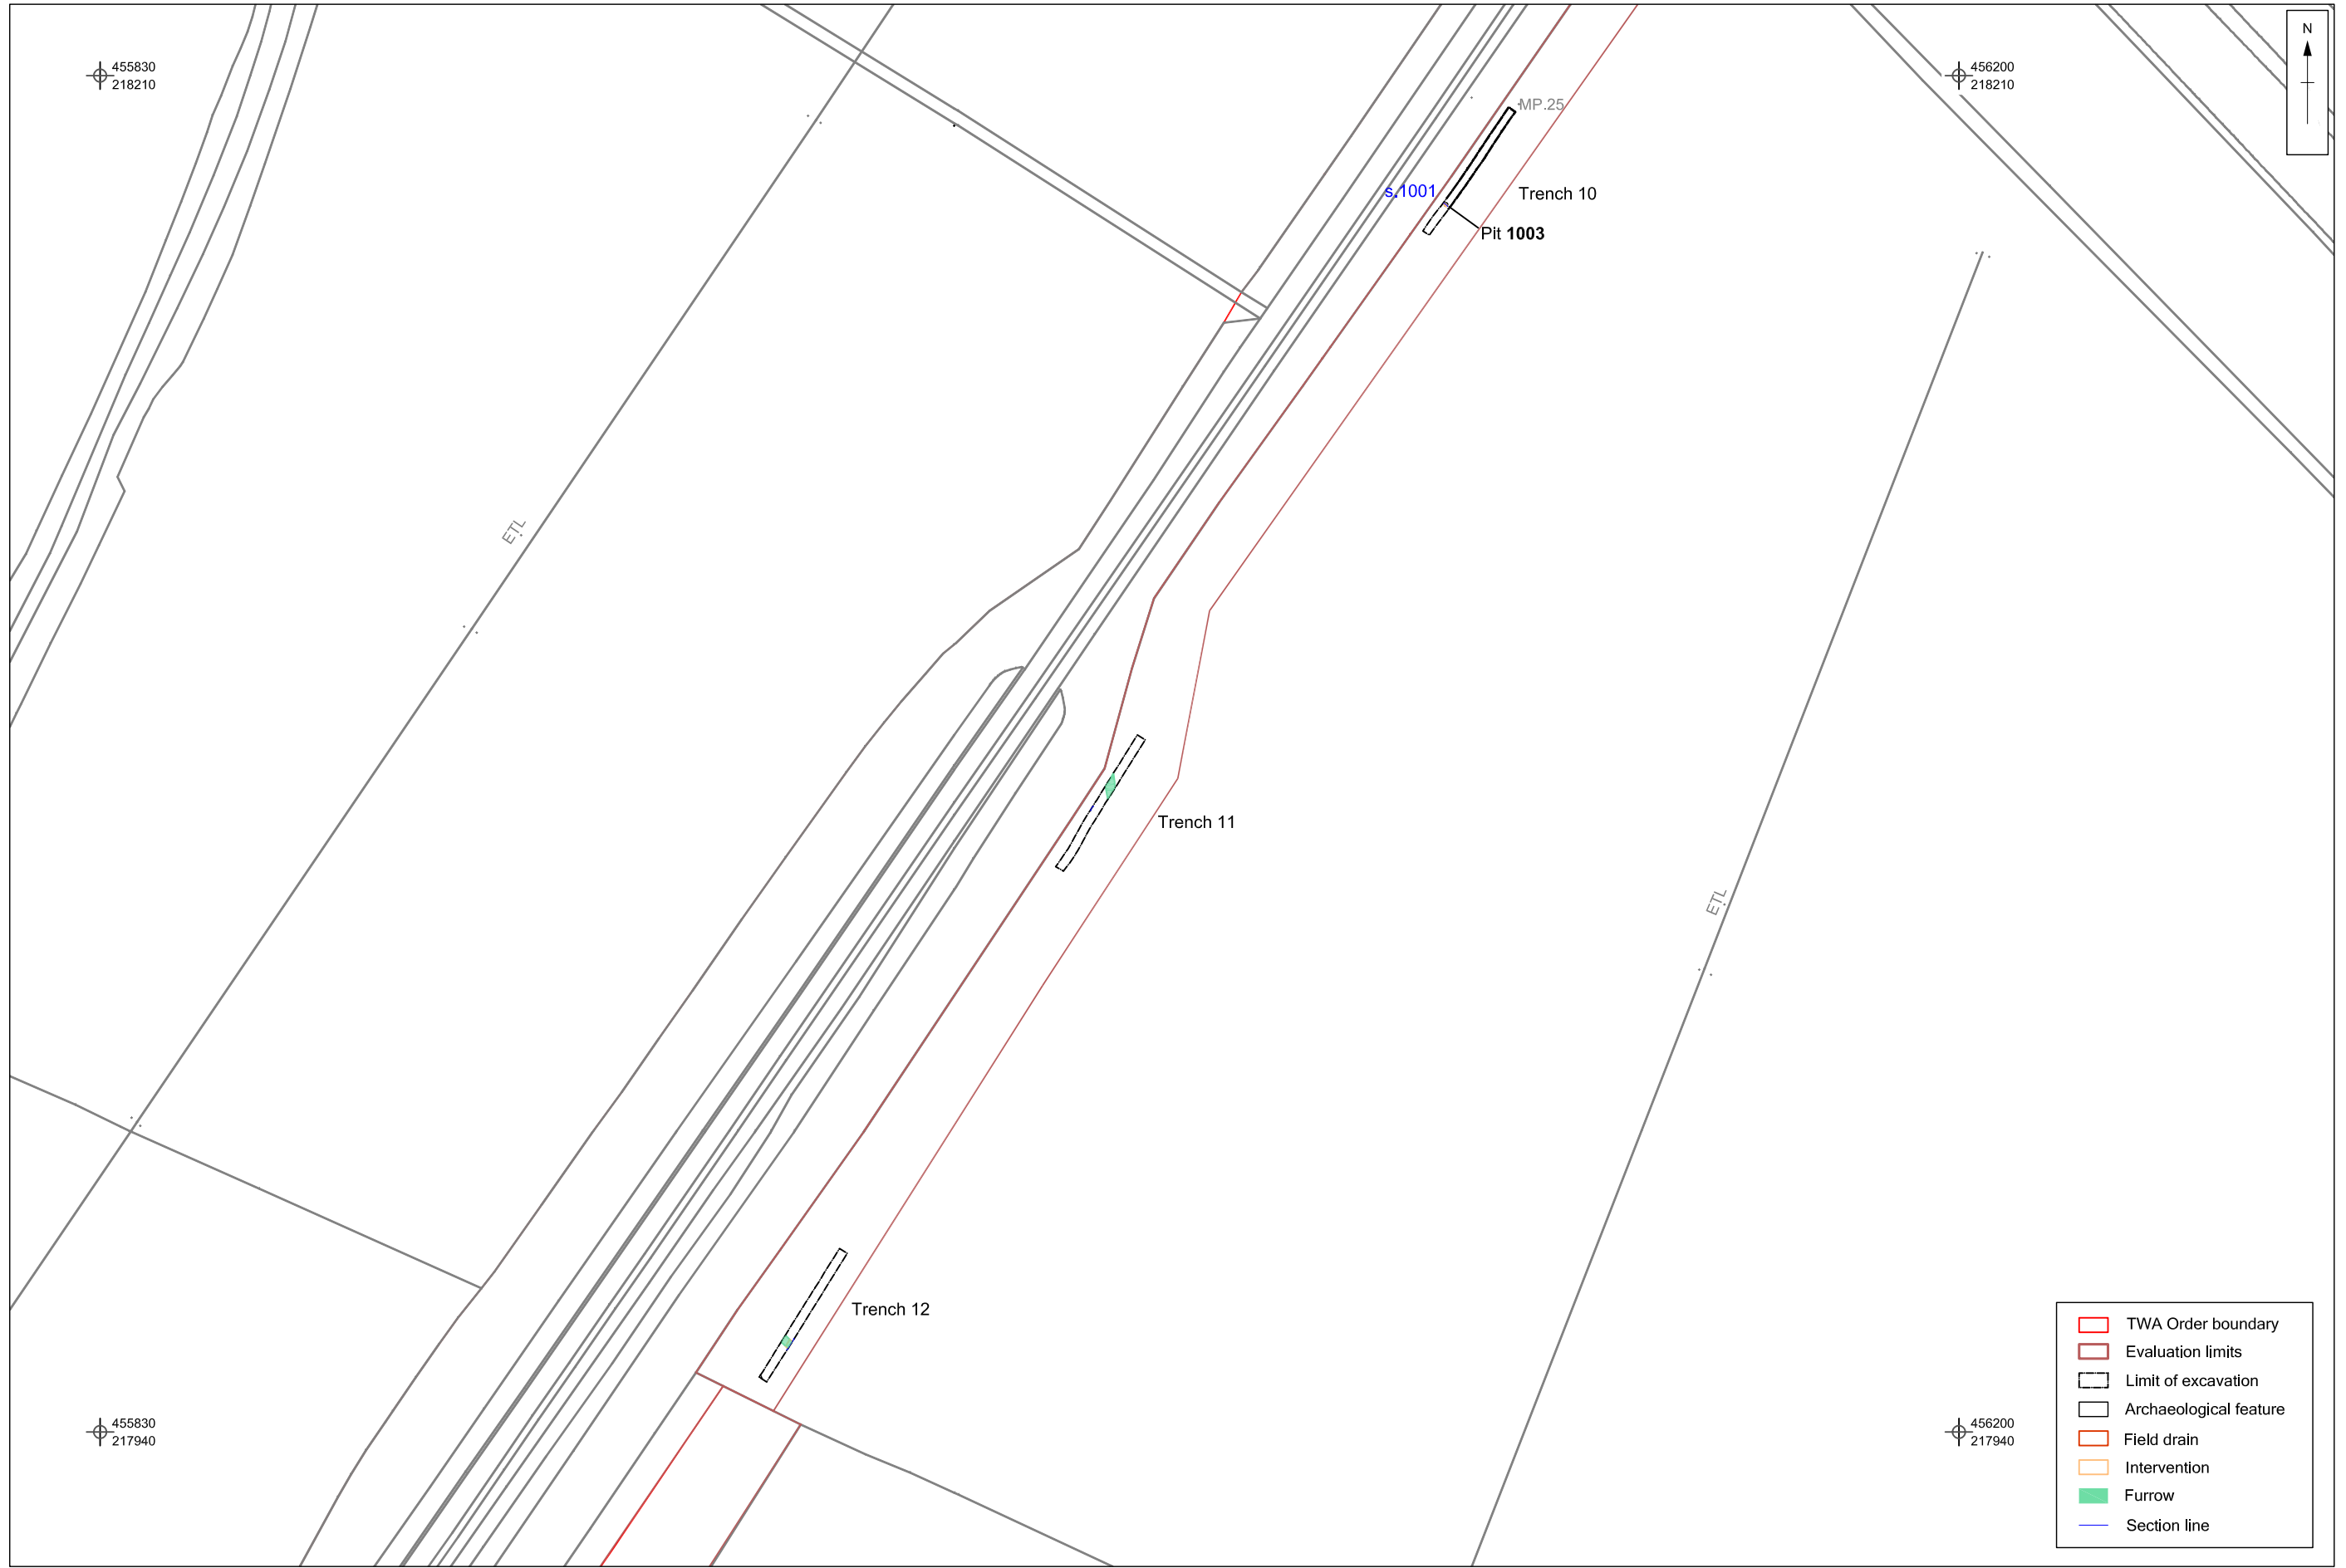 455830
218210
456200
218210
N
MP.25
s.1001
Trench 10
Pit 1003
ETL
Trench 11
ETL
Trench 12
455830
217940
456200
217940
TWA Order boundary
Evaluation limits
Limit of excavation
Archaeological feature
Field drain
Intervention
Furrow
Section line